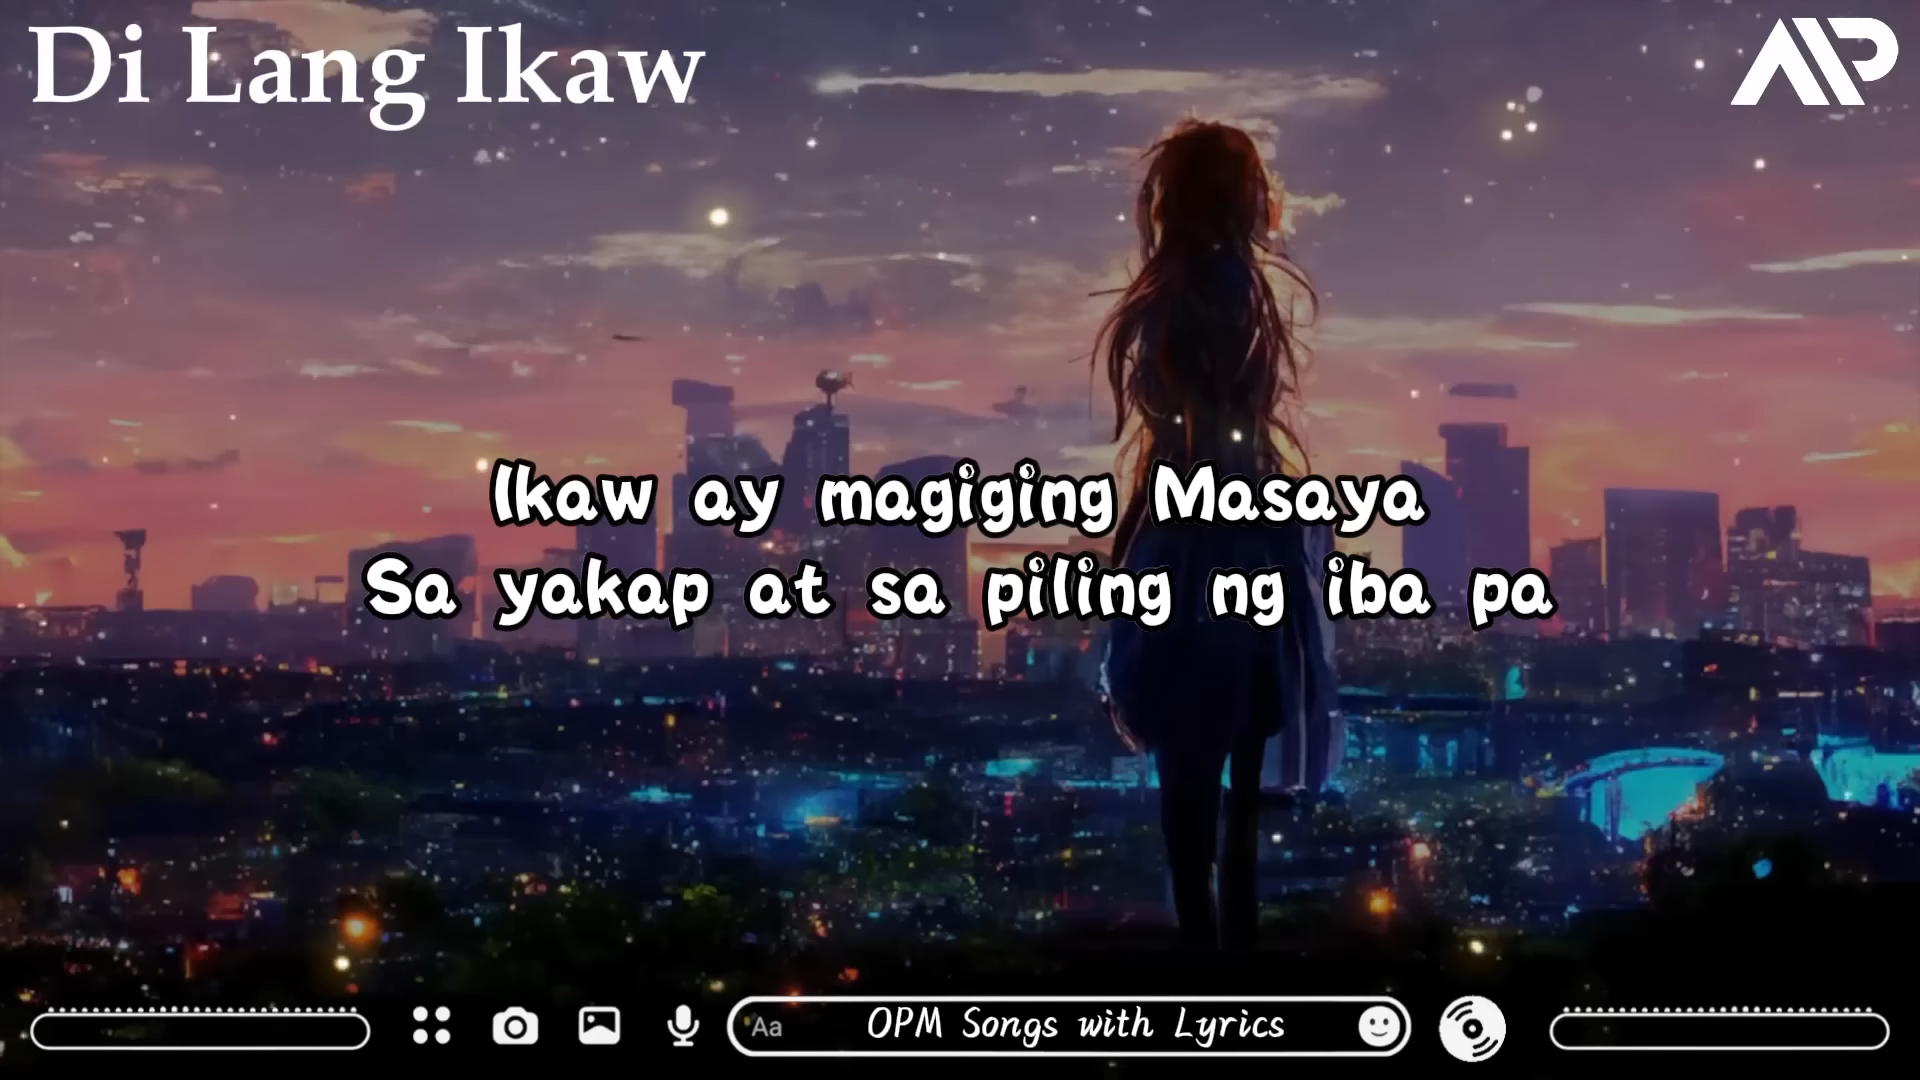 Di Lang Ikaw
AP
Ikaw ay magiging Masaya
Sa yakap at sa piling ng iba pa
Aa
OPM Songs with Lyrics